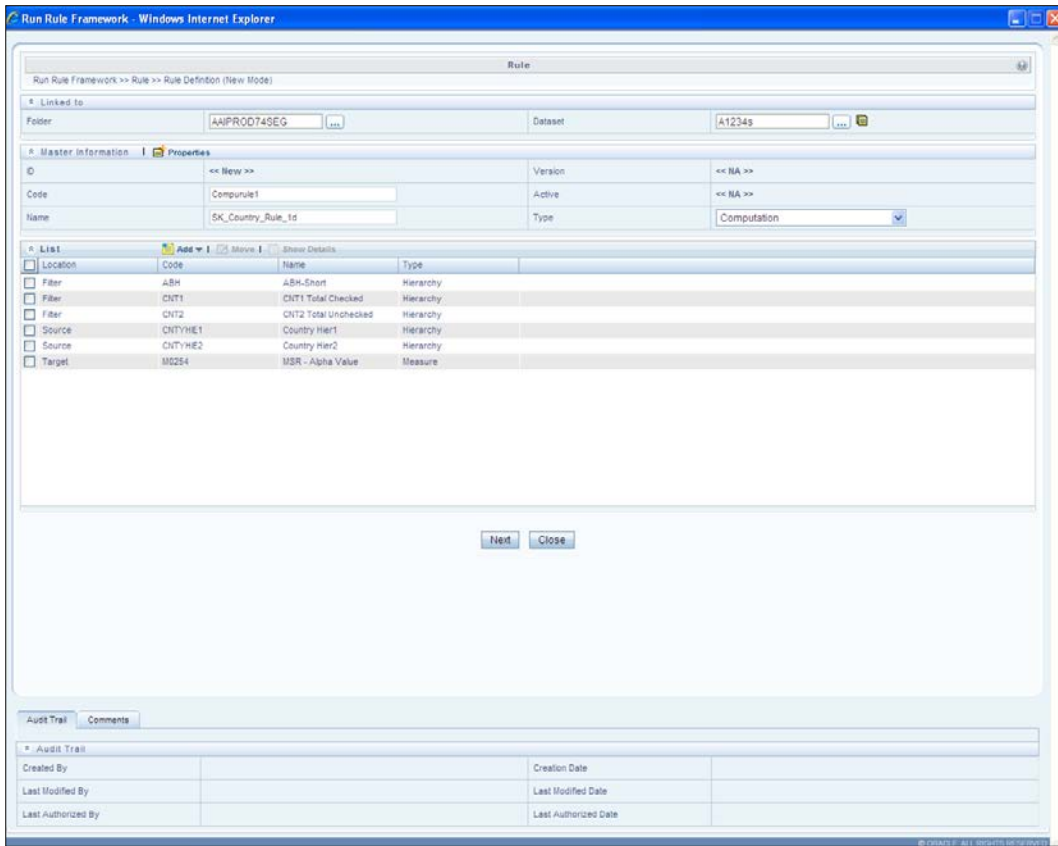 Run Rule Framework - Windows Internet Explorer
Rule
Run Rule Framework >> Rule >> Rule Definition (New Mode)
Linked to
Folder AAIPROD74SEG ... Dataset A1234s ...
Master Information | Properties
ID << New >> Version << NA >>
Code Compurule1 Active << NA >>
Name SK_Country_Rule_1d Type Computation
List Add | Move | Show Details
Location Code Name Type
Filter ABH ABH-Short Hierarchy
Filter CNT1 CNT1 Total Checked Hierarchy
Filter CNT2 CNT2 Total Unchecked Hierarchy
Source CNTYHIE1 Country Hier1 Hierarchy
Source CNTYHIE2 Country Hier2 Hierarchy
Target M0254 MSR - Alpha Value Measure
Next Close
Audit Trail Comments
Audit Trail
Created By Creation Date
Last Modified By Last Modified Date
Last Authorized By Last Authorized Date
© ORACLE ALL RIGHTS RESERVED